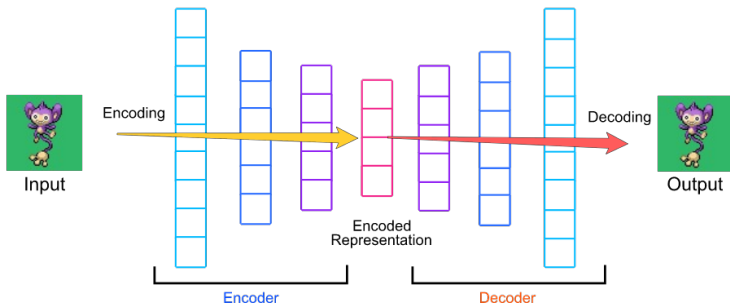 Encoding
Decoding
Input
Output
Encoded
Representation
Encoder
Decoder